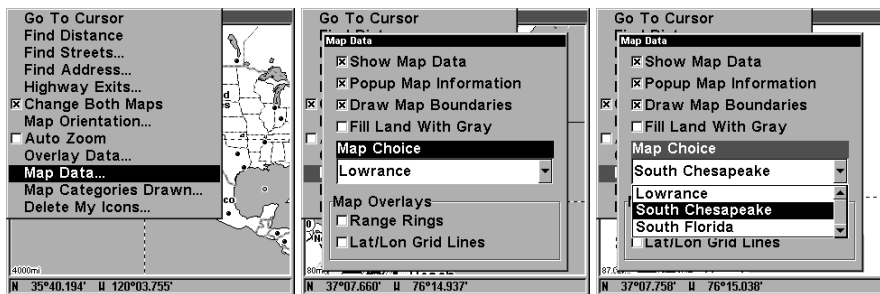 Go To Cursor
Find Distance
Find Streets...
Find Address...
Highway Exits...
Change Both Maps
Map Orientation...
Auto Zoom
Overlay Data...
Map Data...
Map Categories Drawn...
Delete My Icons...
4000mi
N 35°40.194' W 120°03.755'
Go To Cursor
Map Data
Show Map Data
Popup Map Information
Draw Map Boundaries
Fill Land With Gray
Map Choice
Lowrance
Map Overlays
Range Rings
Lat/Lon Grid Lines
N 37°07.660' W 76°14.937'
Go To Cursor
Map Data
Show Map Data
Popup Map Information
Draw Map Boundaries
Fill Land With Gray
Map Choice
South Chesapeake
Lowrance
South Chesapeake
South Florida
Lat/Lon Grid Lines
N 37°07.758' W 76°15.038'